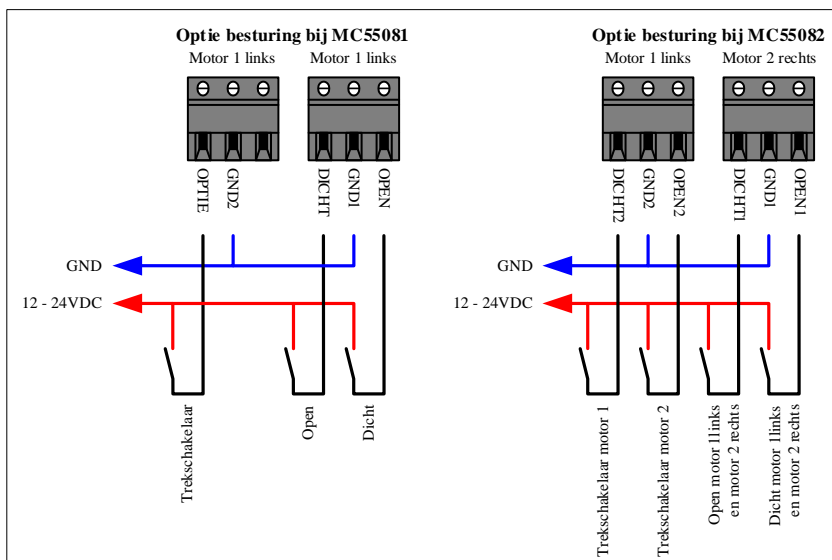 Optie besturing bij MC55081
Motor 1 links
Motor 1 links
OPTIE
GND2
DICHT
GND1
OPEN
GND
12 - 24VDC
Trekschakelaar
Open
Dicht
Optie besturing bij MC55082
Motor 1 links
Motor 2 rechts
DICHT2
GND2
OPEN2
DICHT1
GND1
OPEN1
GND
12 - 24VDC
Trekschakelaar motor 1
Trekschakelaar motor 2
Open motor 1links
en motor 2 rechts
Dicht motor 1links
en motor 2 rechts